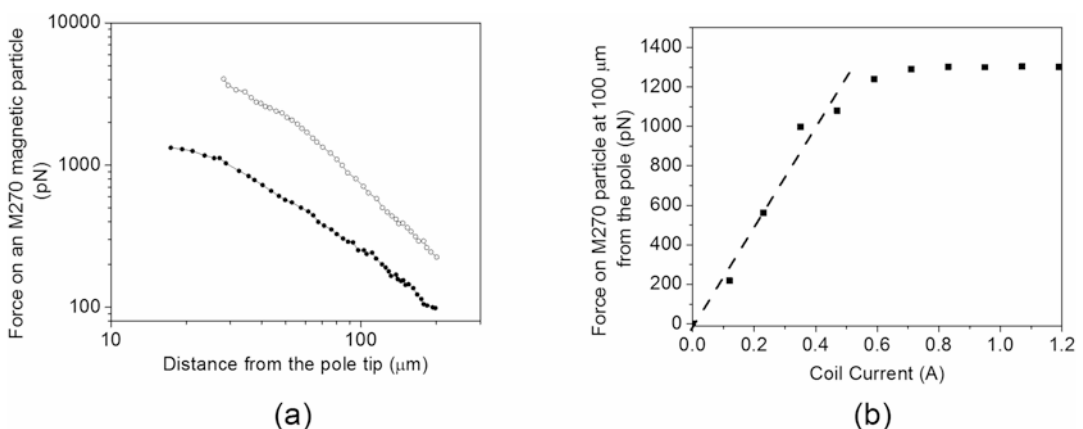 10000
1000
100
10
100
Force on an M270 magnetic particle
(pN)
Distance from the pole tip (μm)
(a)
1400
1200
1000
800
600
400
200
0
0.0 0.2 0.4 0.6 0.8 1.0 1.2
Force on M270 particle at 100 μm
from the pole (pN)
Coil Current (A)
(b)